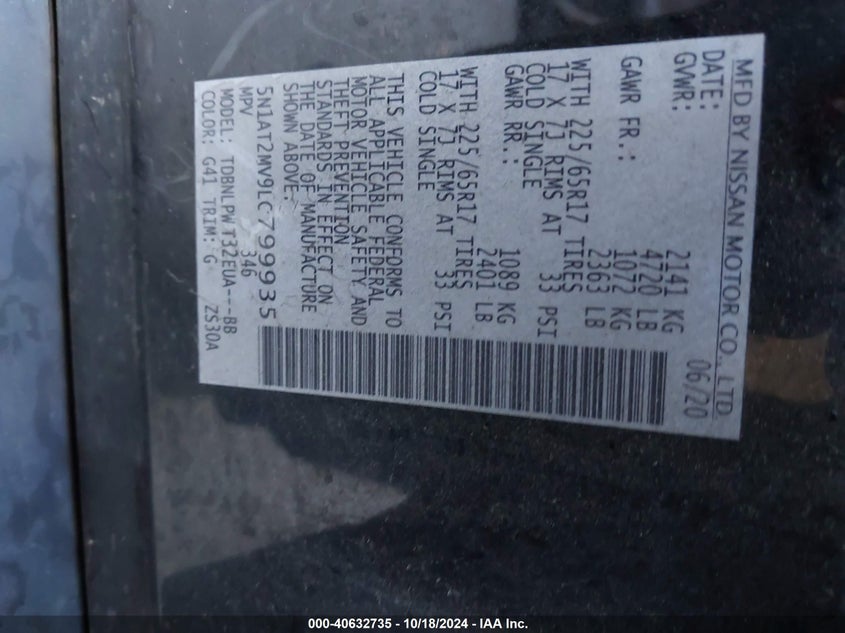 MFD BY NISSAN MOTOR CO., LTD.
DATE: 06/20
GVWR: 2141 KG
4720 LB
GAWR FR.: 1072 KG
2363 LB
WITH 225/65R17 TIRES
17 X 7J RIMS AT 33 PSI
COLD SINGLE
GAWR RR.: 1089 KG
2401 LB
WITH 225/65R17 TIRES
17 X 7J RIMS AT 33 PSI
COLD SINGLE
THIS VEHICLE CONFORMS TO
ALL APPLICABLE FEDERAL
MOTOR VEHICLE SAFETY AND
THEFT PREVENTION
STANDARDS IN EFFECT ON
THE DATE OF MANUFACTURE
SHOWN ABOVE.
5N1AT2MV9LC799935
MPV 346
MODEL: TDBNLPW T32EUA---BB
COLOR: G41 TRIM: G ZS30A
000-40632735 - 10/18/2024 - IAA Inc.